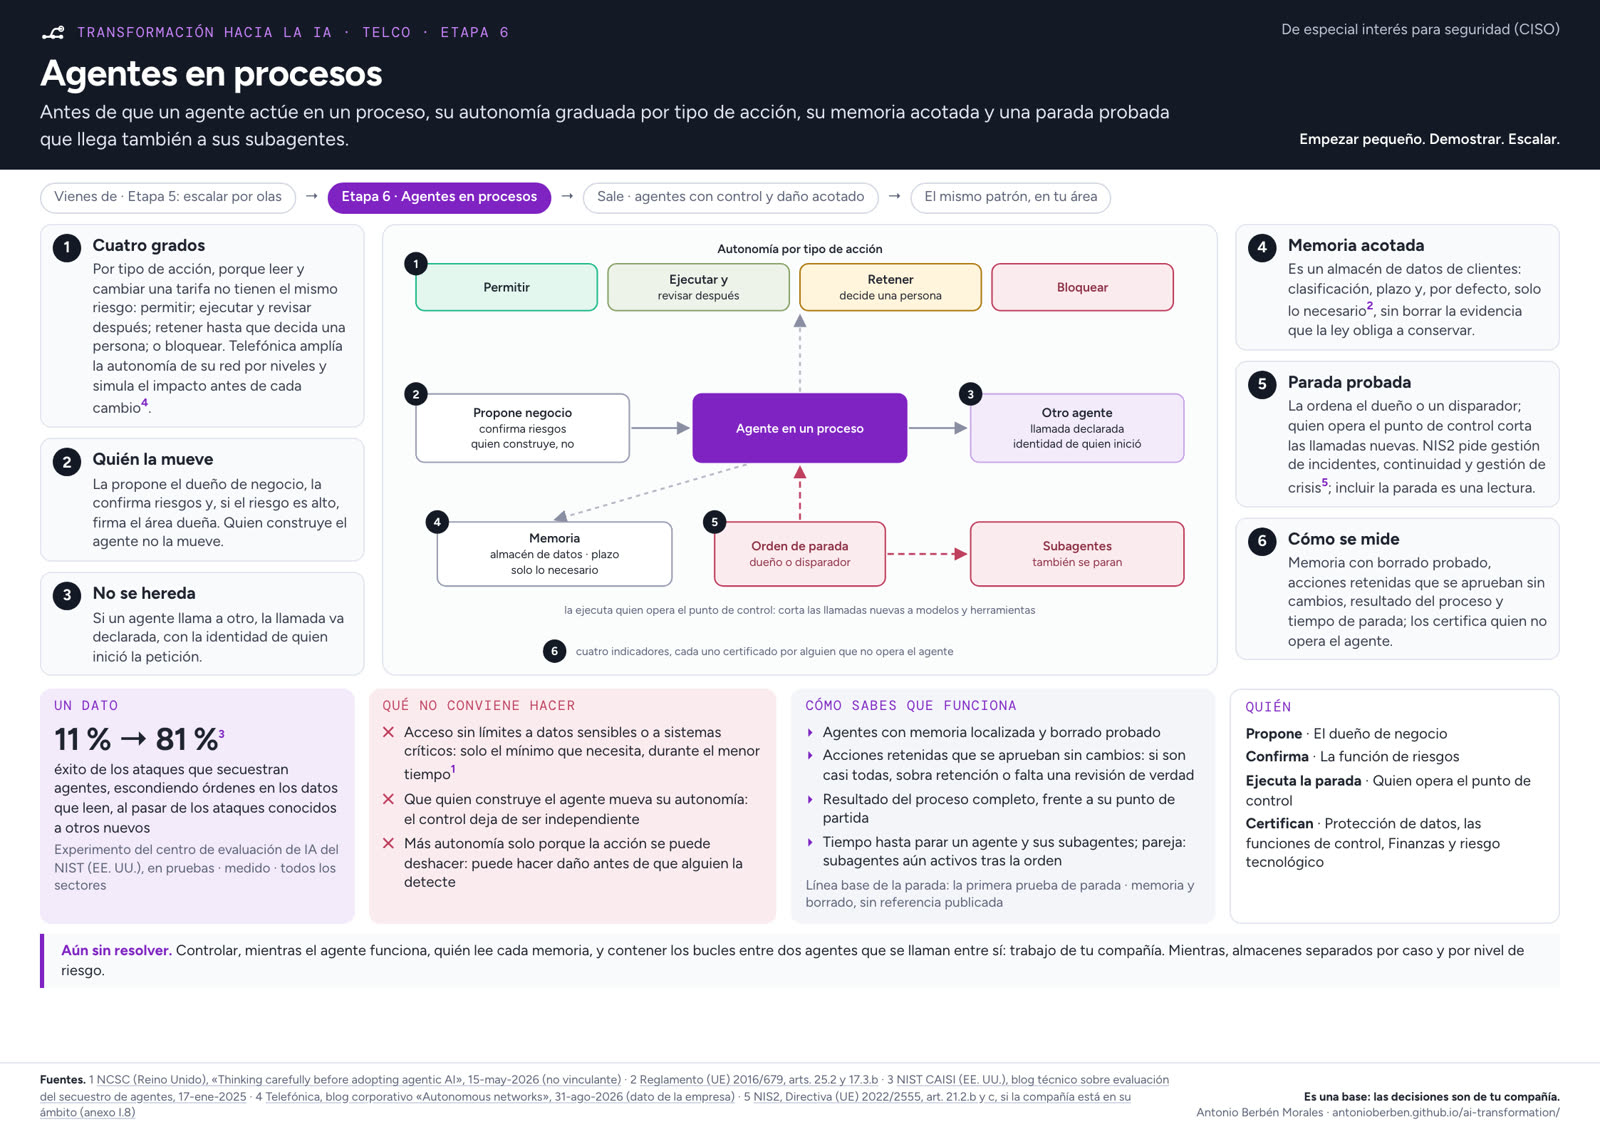 TRANSFORMACIÓN HACIA LA IA · TELCO · ETAPA 6
De especial interés para seguridad (CISO)
Agentes en procesos
Antes de que un agente actúe en un proceso, su autonomía graduada por tipo de acción, su memoria acotada y una parada probada
que llega también a sus subagentes.
Empezar pequeño. Demostrar. Escalar.
Vienes de · Etapa 5: escalar por olas → Etapa 6 · Agentes en procesos → Sale · agentes con control y daño acotado → El mismo patrón, en tu área
1 Cuatro grados
Por tipo de acción, porque leer y
cambiar una tarifa no tienen el mismo
riesgo: permitir; ejecutar y revisar
después; retener hasta que decida una
persona; o bloquear. Telefónica amplía
la autonomía de su red por niveles y
simula el impacto antes de cada
cambio4.
2 Quién la mueve
La propone el dueño de negocio, la
confirma riesgos y, si el riesgo es alto,
firma el área dueña. Quien construye el
agente no la mueve.
3 No se hereda
Si un agente llama a otro, la llamada va
declarada, con la identidad de quien
inició la petición.
Autonomía por tipo de acción
1
Permitir
Ejecutar y
revisar después
Retener
decide una persona
Bloquear
2
Propone negocio
confirma riesgos
quien construye, no
Agente en un proceso
3
Otro agente
llamada declarada
identidad de quien inició
4
Memoria
almacén de datos · plazo
solo lo necesario
5
Orden de parada
dueño o disparador
Subagentes
también se paran
la ejecuta quien opera el punto de control: corta las llamadas nuevas a modelos y herramientas
6 cuatro indicadores, cada uno certificado por alguien que no opera el agente
4 Memoria acotada
Es un almacén de datos de clientes:
clasificación, plazo y, por defecto, solo
lo necesario2, sin borrar la evidencia
que la ley obliga a conservar.
5 Parada probada
La ordena el dueño o un disparador;
quien opera el punto de control corta
las llamadas nuevas. NIS2 pide gestión
de incidentes, continuidad y gestión de
crisis5; incluir la parada es una lectura.
6 Cómo se mide
Memoria con borrado probado,
acciones retenidas que se aprueban sin
cambios, resultado del proceso y
tiempo de parada; los certifica quien no
opera el agente.
UN DATO
11 % → 81 %3
éxito de los ataques que secuestran
agentes, escondiendo órdenes en los datos
que leen, al pasar de los ataques conocidos
a otros nuevos
Experimento del centro de evaluación de IA del
NIST (EE. UU.), en pruebas · medido · todos los
sectores
QUÉ NO CONVIENE HACER
Acceso sin límites a datos sensibles o a sistemas
críticos: solo el mínimo que necesita, durante el menor
tiempo1
Que quien construye el agente mueva su autonomía:
el control deja de ser independiente
Más autonomía solo porque la acción se puede
deshacer: puede hacer daño antes de que alguien la
detecte
CÓMO SABES QUE FUNCIONA
Agentes con memoria localizada y borrado probado
Acciones retenidas que se aprueban sin cambios: si son
casi todas, sobra retención o falta una revisión de verdad
Resultado del proceso completo, frente a su punto de
partida
Tiempo hasta parar un agente y sus subagentes; pareja:
subagentes aún activos tras la orden
Línea base de la parada: la primera prueba de parada · memoria y
borrado, sin referencia publicada
QUIÉN
Propone · El dueño de negocio
Confirma · La función de riesgos
Ejecuta la parada · Quien opera el punto de
control
Certifican · Protección de datos, las
funciones de control, Finanzas y riesgo
tecnológico
Aún sin resolver. Controlar, mientras el agente funciona, quién lee cada memoria, y contener los bucles entre dos agentes que se llaman entre sí: trabajo de tu compañía. Mientras, almacenes separados por caso y por nivel de
riesgo.
Fuentes. 1 NCSC (Reino Unido), «Thinking carefully before adopting agentic AI», 15-may-2026 (no vinculante) · 2 Reglamento (UE) 2016/679, arts. 25.2 y 17.3.b · 3 NIST CAISI (EE. UU.), blog técnico sobre evaluación
del secuestro de agentes, 17-ene-2025 · 4 Telefónica, blog corporativo «Autonomous networks», 31-ago-2026 (dato de la empresa) · 5 NIS2, Directiva (UE) 2022/2555, art. 21.2.b y c, si la compañía está en su
ámbito (anexo I.8)
Es una base: las decisiones son de tu compañía.
Antonio Berbén Morales · antonioberben.github.io/ai-transformation/